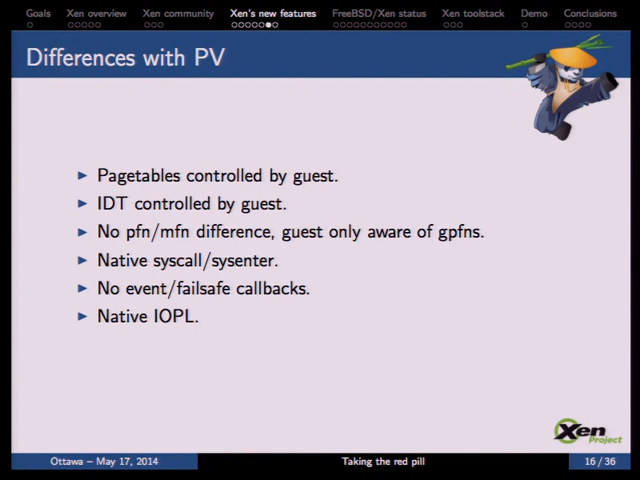 Goals Xen overview Xen community Xen's new features FreeBSD/Xen status Xen toolstack Demo Conclusions
Differences with PV
Pagetables controlled by guest.
IDT controlled by guest.
No pfn/mfn difference, guest only aware of gpfns.
Native syscall/sysenter.
No event/failsafe callbacks.
Native IOPL.
Xen
Project
Ottawa – May 17, 2014 Taking the red pill 16 / 36